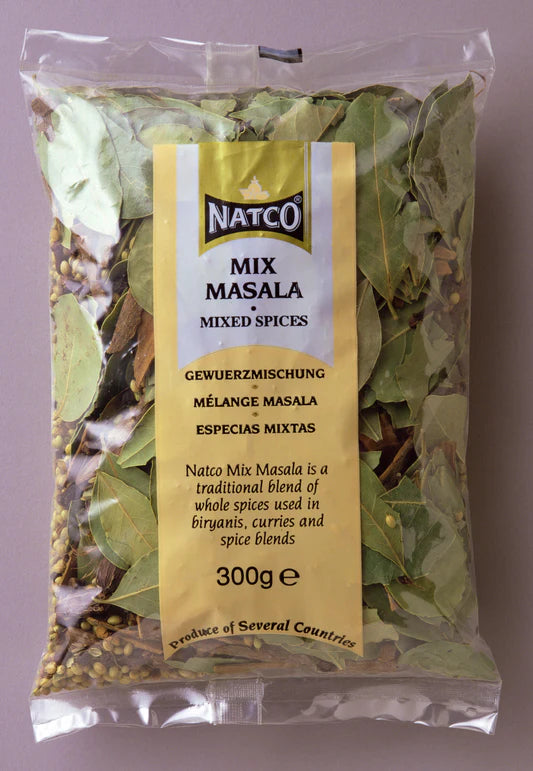 NATCO®
MIX
MASALA
•
MIXED SPICES
GEWUERZMISCHUNG
•
MÉLANGE MASALA
•
ESPECIAS MIXTAS
Natco Mix Masala is a
traditional blend of
whole spices used in
biryanis, curries and
spice blends
300g ℮
Produce of Several Countries